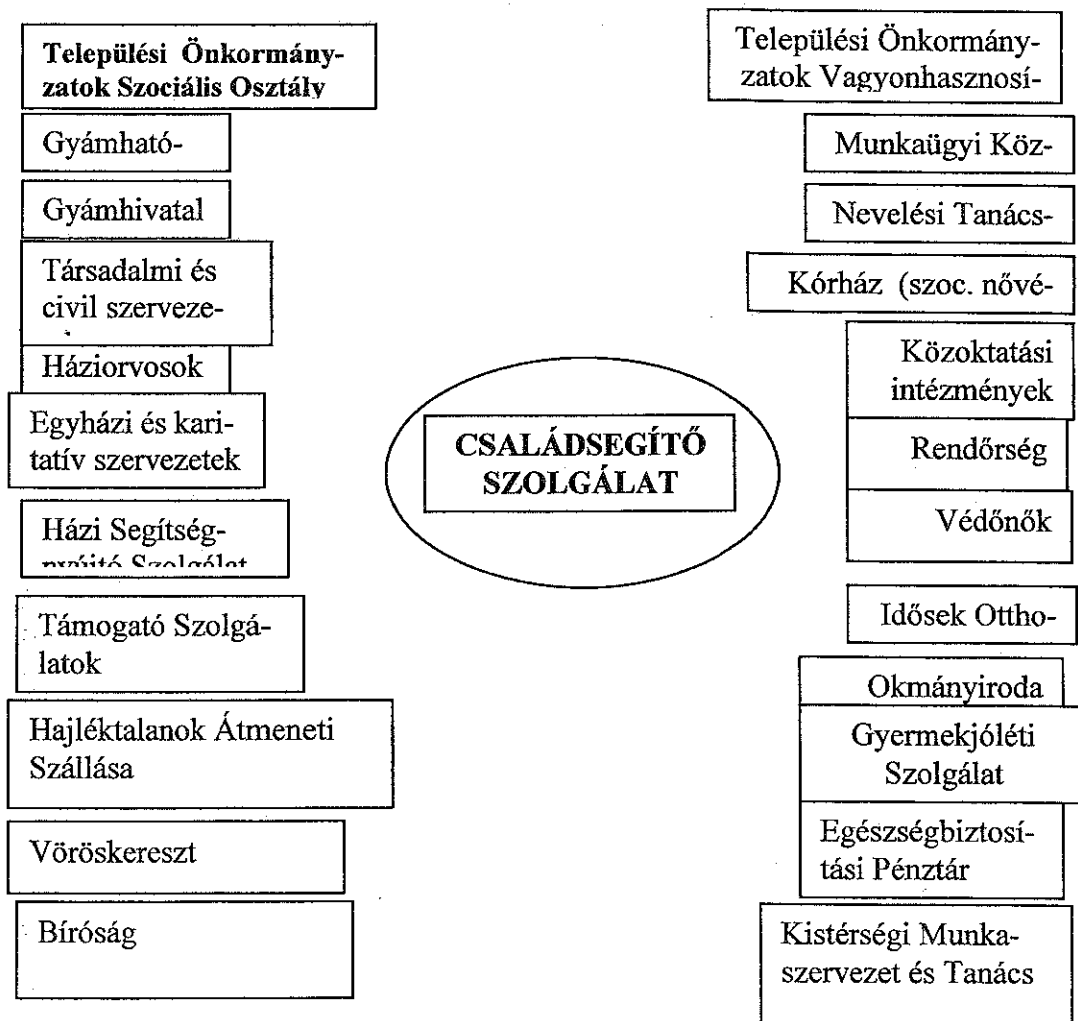 Települési Önkormány-
zatok Szociális Osztály
Gyámható-
Gyámhivatal
Társadalmi és
civil szerveze-
Háziorvosok
Egyházi és kari-
tatív szervezetek
Házi Segítség-
nyújtó Szolgálat
Támogató Szolgá-
latok
Hajléktalanok Átmeneti
Szállása
Vöröskereszt
Bíróság
CSALÁDSEGÍTŐ
SZOLGÁLAT
Települési Önkormány-
zatok Vagyonhasznosí-
Munkaügyi Köz-
Nevelési Tanács-
Kórház (szoc. nővé-
Közoktatási
intézmények
Rendőrség
Védőnők
Idősek Ottho-
Okmányiroda
Gyermekjóléti
Szolgálat
Egészségbiztosí-
tási Pénztár
Kistérségi Munka-
szervezet és Tanács